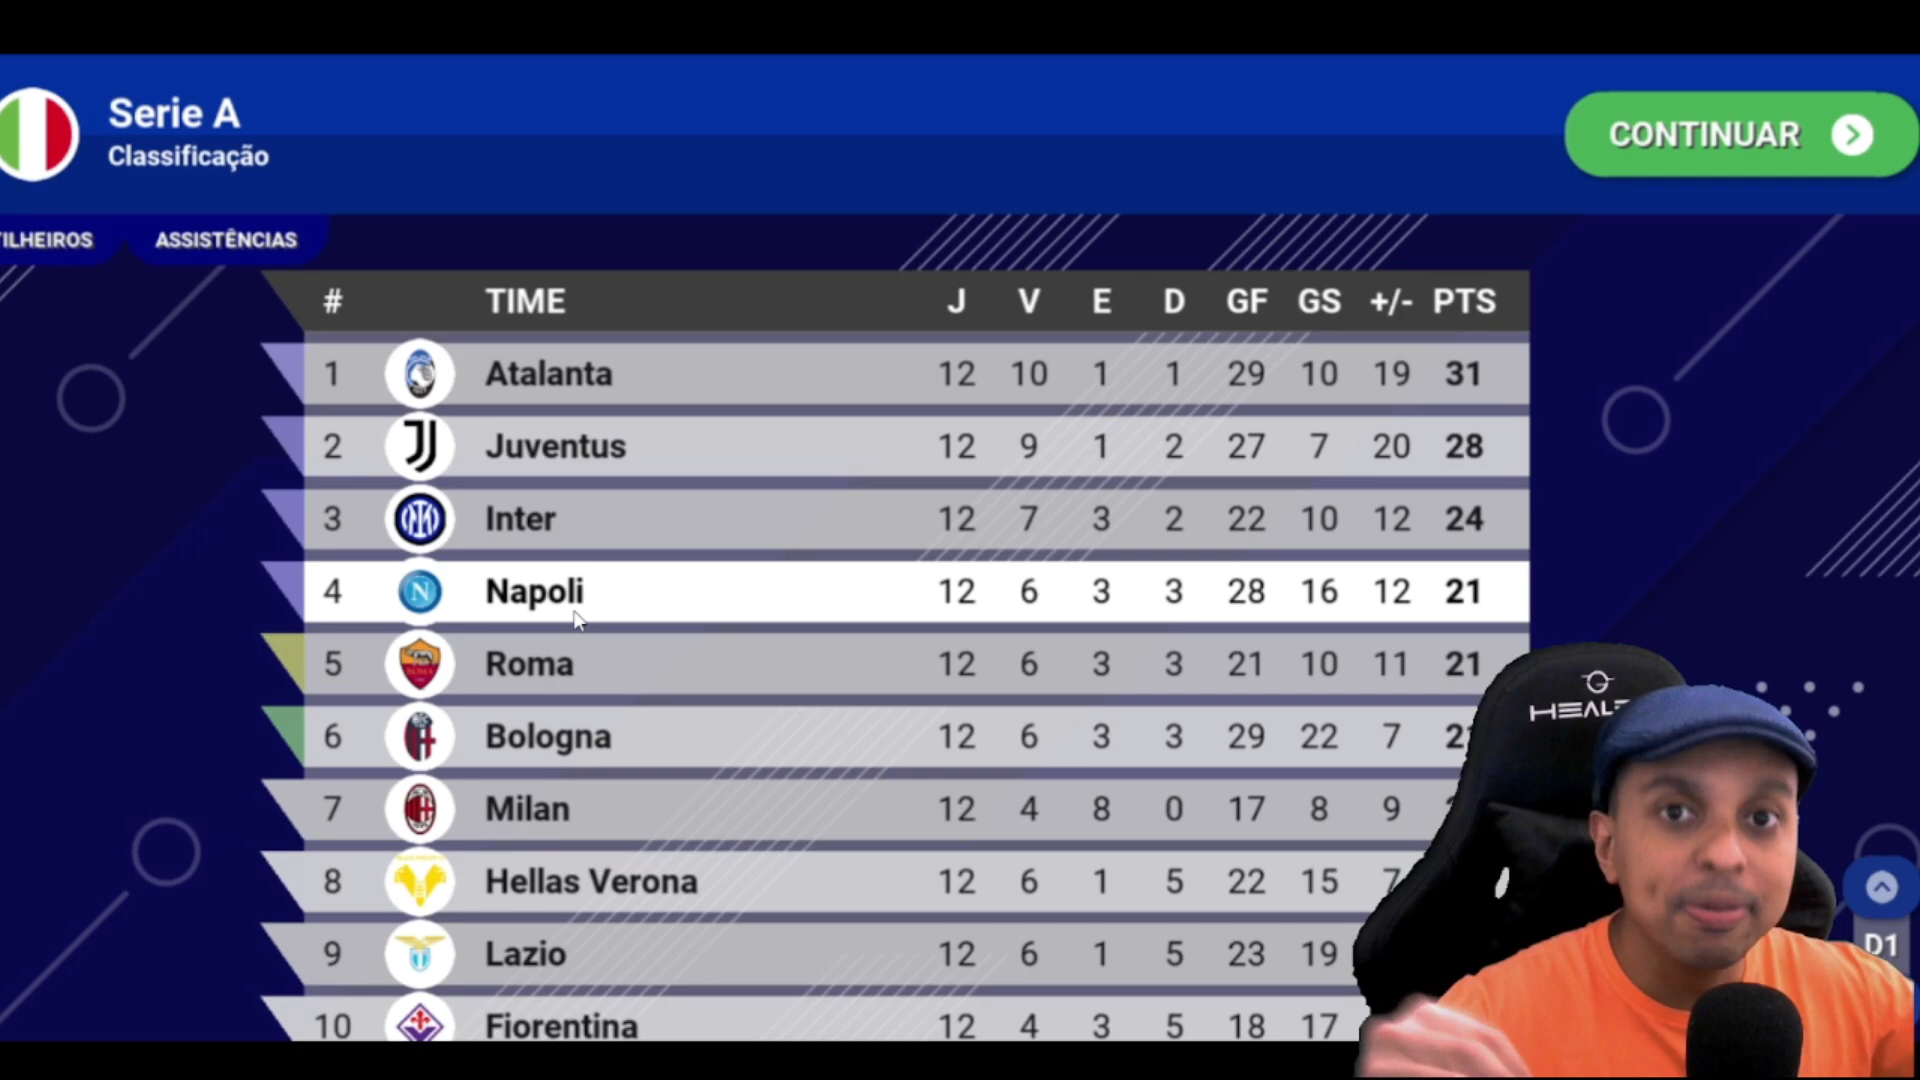 Serie A
Classificação
CONTINUAR
ASSISTÊNCIAS
# TIME J V E D GF GS +/- PTS
1 Atalanta 12 10 1 1 29 10 19 31
2 Juventus 12 9 1 2 27 7 20 28
3 Inter 12 7 3 2 22 10 12 24
4 N Napoli 12 6 3 3 28 16 12 21
5 Roma 12 6 3 3 21 10 11 21
6 Bologna 12 6 3 3 29 22 7
7 Milan 12 4 8 0 17 8 9
8 Hellas Verona 12 6 1 5 22 15 7
9 Lazio 12 6 1 5 23 19
10 Fiorentina 12 4 3 5 18 17
D1